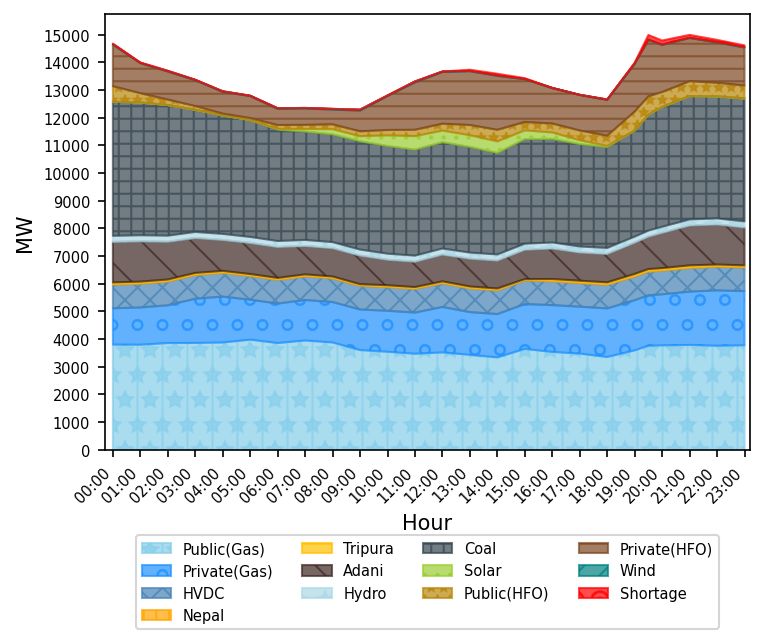 15000
14000
13000
12000
11000
10000
9000
8000
7000
6000
5000
4000
3000
2000
1000
0
MW
00:00
01:00
02:00
03:00
04:00
05:00
06:00
07:00
08:00
09:00
10:00
11:00
12:00
13:00
14:00
15:00
16:00
17:00
18:00
19:00
20:00
21:00
22:00
23:00
Hour
Public(Gas)
Private(Gas)
HVDC
Nepal
Tripura
Adani
Hydro
Coal
Solar
Public(HFO)
Private(HFO)
Wind
Shortage